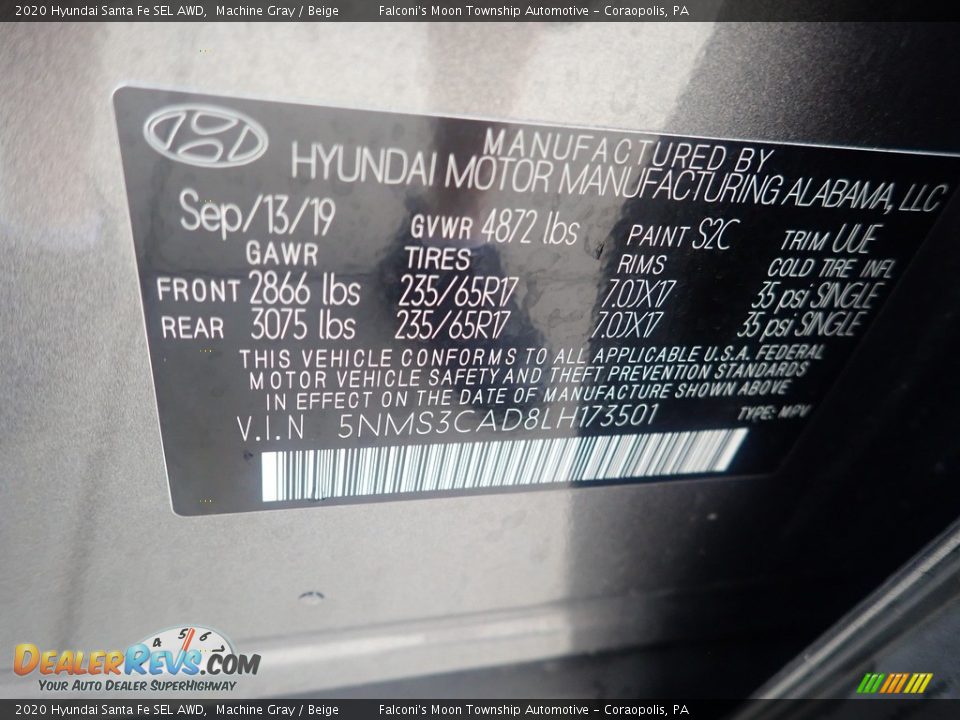 2020 Hyundai Santa Fe SEL AWD, Machine Gray / Beige Falconi's Moon Township Automotive - Coraopolis, PA
MANUFACTURED BY
HYUNDAI MOTOR MANUFACTURING ALABAMA, LLC
Sep/13/19 GVWR 4872 lbs PAINT S2C TRIM UUE
GAWR TIRES RIMS COLD TIRE INFL
FRONT 2866 lbs 235/65R17 7.0JX17 35 psi SINGLE
REAR 3075 lbs 235/65R17 7.0JX17 35 psi SINGLE
THIS VEHICLE CONFORMS TO ALL APPLICABLE U.S.A. FEDERAL
MOTOR VEHICLE SAFETY AND THEFT PREVENTION STANDARDS
IN EFFECT ON THE DATE OF MANUFACTURE SHOWN ABOVE
V.I.N 5NMS3CAD8LH173501 TYPE: MPV
4 5 6
DEALERREVS.COM
YOUR AUTO DEALER SUPERHIGHWAY
2020 Hyundai Santa Fe SEL AWD, Machine Gray / Beige Falconi's Moon Township Automotive - Coraopolis, PA